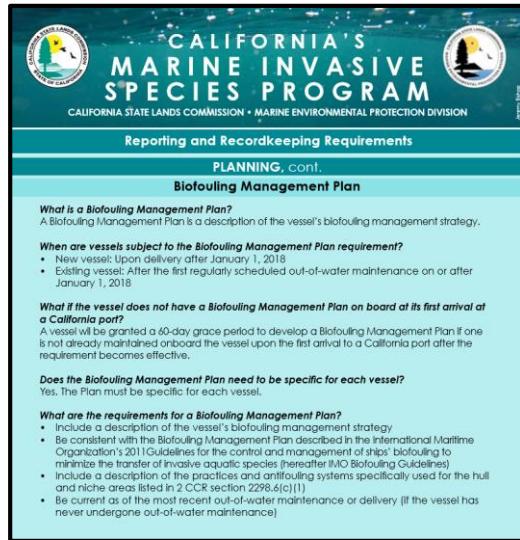 CALIFORNIA'S
MARINE INVASIVE
SPECIES PROGRAM
CALIFORNIA STATE LANDS COMMISSION • MARINE ENVIRONMENTAL PROTECTION DIVISION
Reporting and Recordkeeping Requirements
PLANNING, cont.
Biofouling Management Plan
What is a Biofouling Management Plan?
A Biofouling Management Plan is a description of the vessel's biofouling management strategy.
When are vessels subject to the Biofouling Management Plan requirement?
• New vessel: Upon delivery after January 1, 2018
• Existing vessel: After the first regularly scheduled out-of-water maintenance on or after
January 1, 2018
What if the vessel does not have a Biofouling Management Plan on board at its first arrival at
a California port?
A vessel will be granted a 60-day grace period to develop a Biofouling Management Plan if one
is not already maintained onboard the vessel upon the first arrival to a California port after the
requirement becomes effective.
Does the Biofouling Management Plan need to be specific for each vessel?
Yes. The Plan must be specific for each vessel.
What are the requirements for a Biofouling Management Plan?
• Include a description of the vessel's biofouling management strategy
• Be consistent with the Biofouling Management Plan described in the International Maritime
Organization's 2011Guidelines for the control and management of ships' biofouling to
minimize the transfer of invasive aquatic species (hereafter IMO Biofouling Guidelines)
• Include a description of the practices and antifouling systems specifically used for the hull
and niche areas listed in 2 CCR section 2298.6(c)(1)
• Be current as of the most recent out-of-water maintenance or delivery (if the vessel has
never undergone out-of-water maintenance)